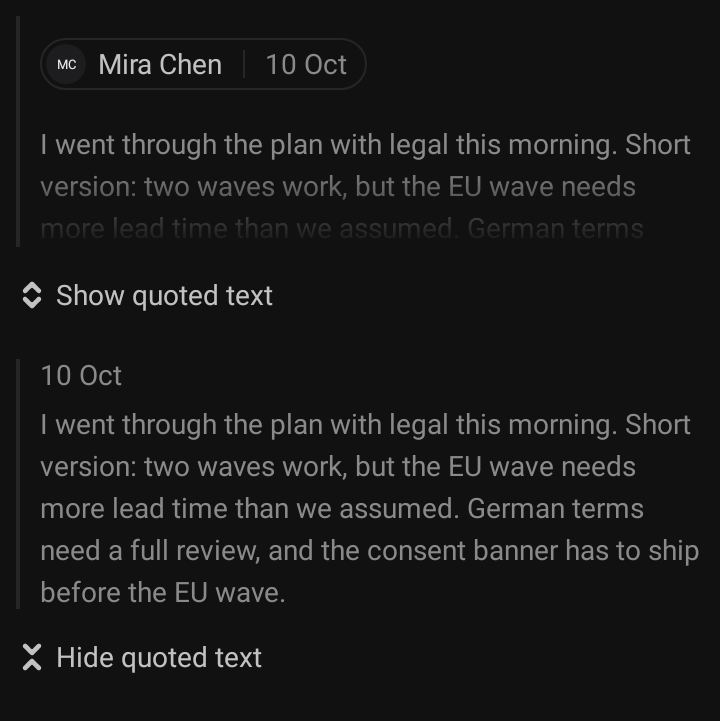 MC Mira Chen 10 Oct
I went through the plan with legal this morning. Short
version: two waves work, but the EU wave needs
more lead time than we assumed. German terms
Show quoted text
10 Oct
I went through the plan with legal this morning. Short
version: two waves work, but the EU wave needs
more lead time than we assumed. German terms
need a full review, and the consent banner has to ship
before the EU wave.
Hide quoted text